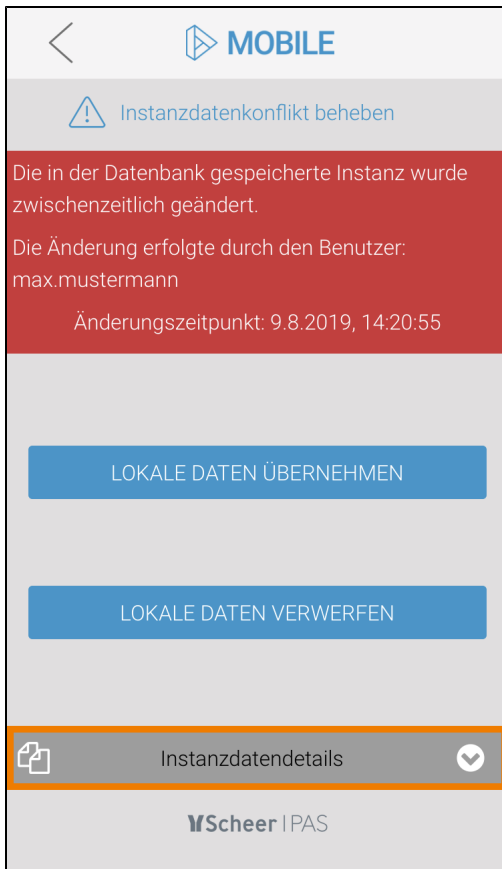 MOBILE
Instanzdatenkonflikt beheben
Die in der Datenbank gespeicherte Instanz wurde
zwischenzeitlich geändert.
Die Änderung erfolgte durch den Benutzer:
max.mustermann
Änderungszeitpunkt: 9.8.2019, 14:20:55
LOKALE DATEN ÜBERNEHMEN
LOKALE DATEN VERWERFEN
Instanzdatendetails
Scheer | PAS